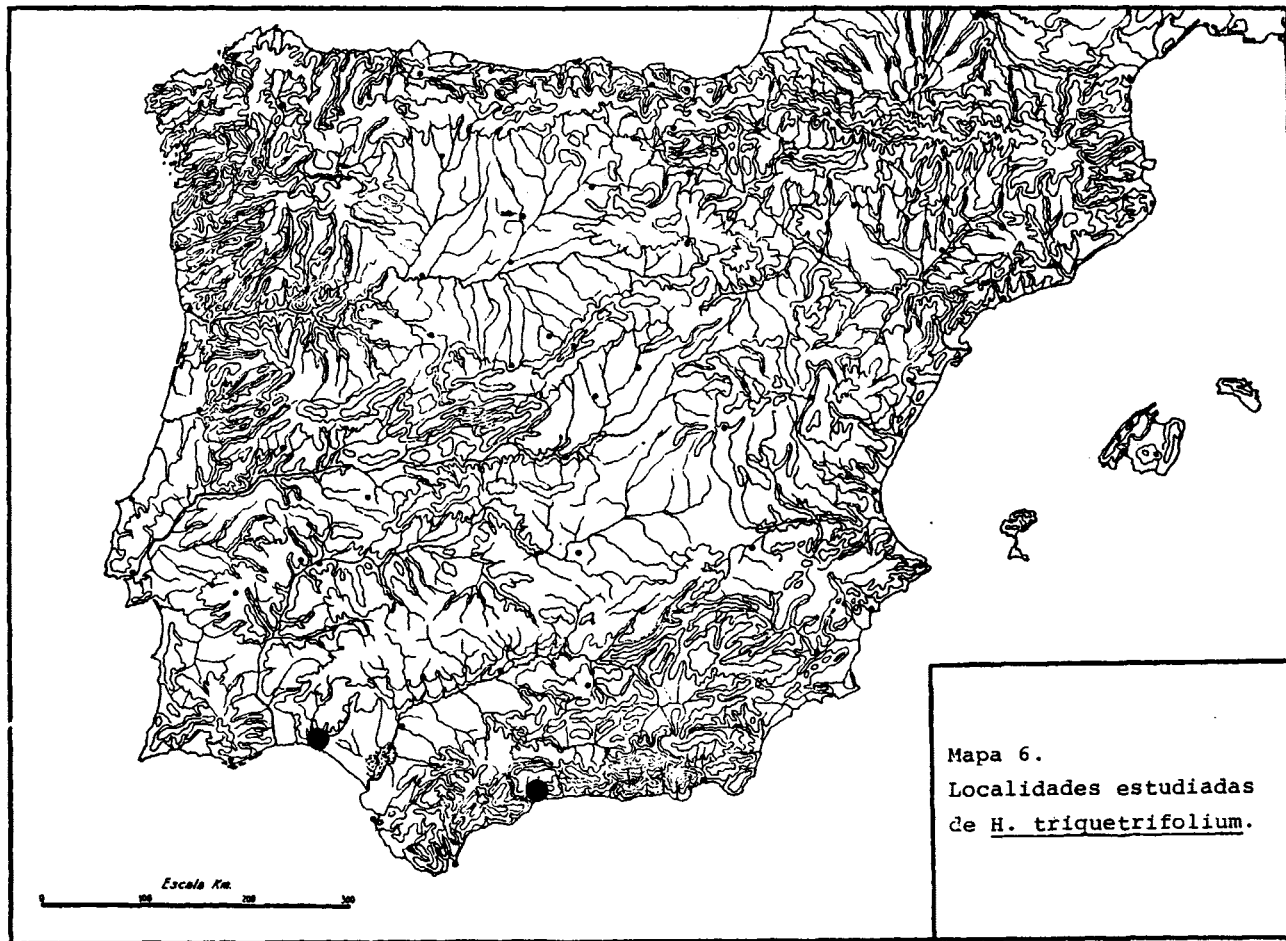 Mapa 6.
Localidades estudiadas
de H. triquetrifolium.
Escala Km.
0 100 200 300